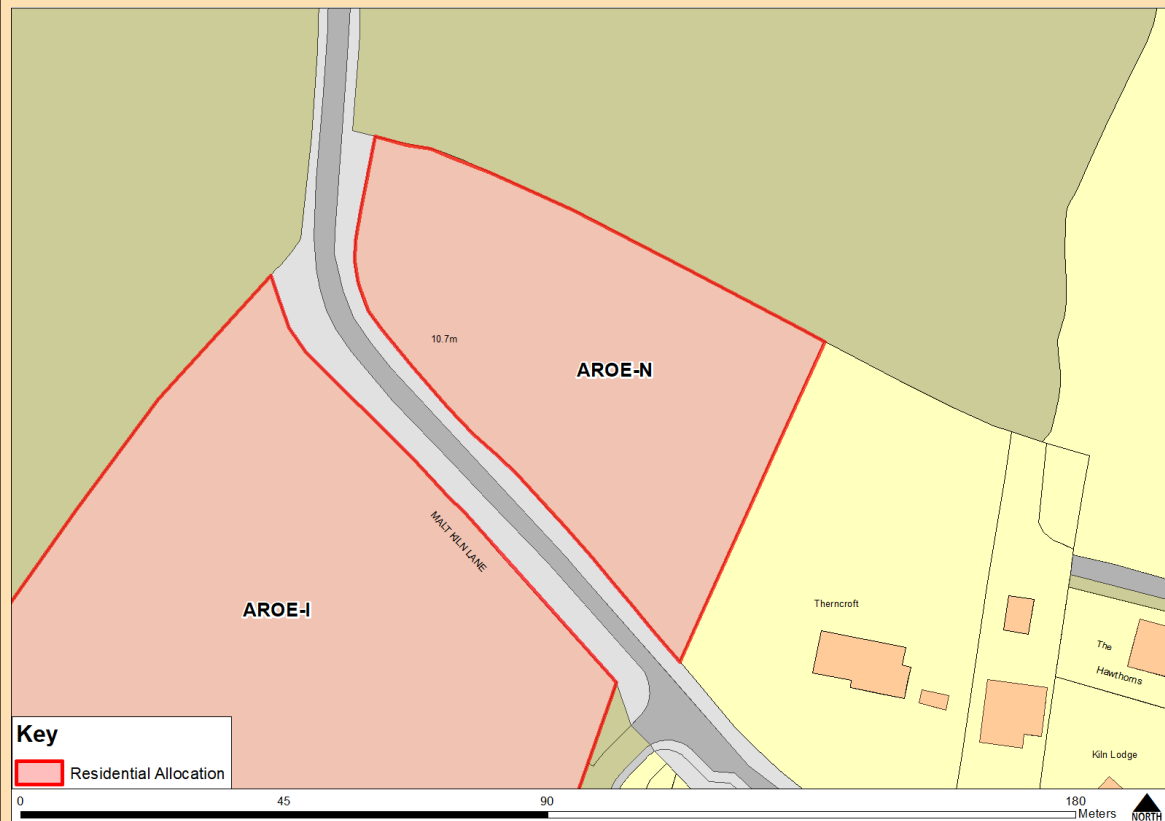 10.7m
AROE-N
MALT KILN LANE
AROE-I
Therncroft
The
Hawthorns
Kiln Lodge
Key
Residential Allocation
0 45 90 180
Meters
NORTH